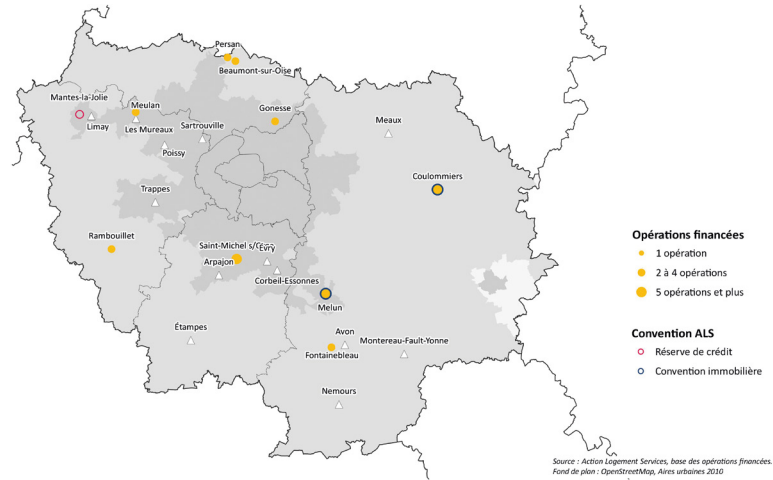 Persan
Beaumont-sur-Oise
Mantes-la-Jolie
Meulan
Gonesse
Limay
Les Mureaux
Sartrouville
Meaux
Poissy
Coulommiers
Trappes
Rambouillet
Saint-Michel s/Orge
Évry
Arpajon
Corbeil-Essonnes
Melun
Étampes
Avon
Montereau-Fault-Yonne
Fontainebleau
Nemours
Opérations financées
1 opération
2 à 4 opérations
5 opérations et plus
Convention ALS
Réserve de crédit
Convention immobilière
Source : Action Logement Services, base des opérations financées.
Fond de plan : OpenStreetMap, Aires urbaines 2010